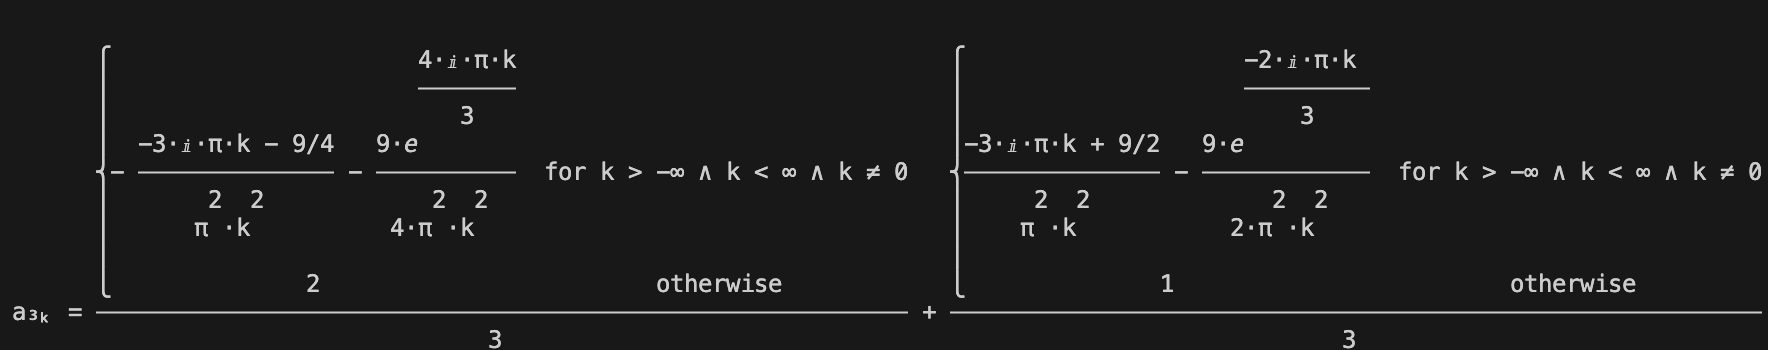 4·ⅈ·π·k −2·ⅈ·π·k
3 3
−3·ⅈ·π·k − 9/4 9·ℯ −3·ⅈ·π·k + 9/2 9·ℯ
− − for k > −∞ ∧ k < ∞ ∧ k ≠ 0 − for k > −∞ ∧ k < ∞ ∧ k ≠ 0
2 2 2 2 2 2 2 2
π ·k 4·π ·k π ·k 2·π ·k
2 otherwise 1 otherwise
a₃ₖ = +
3 3